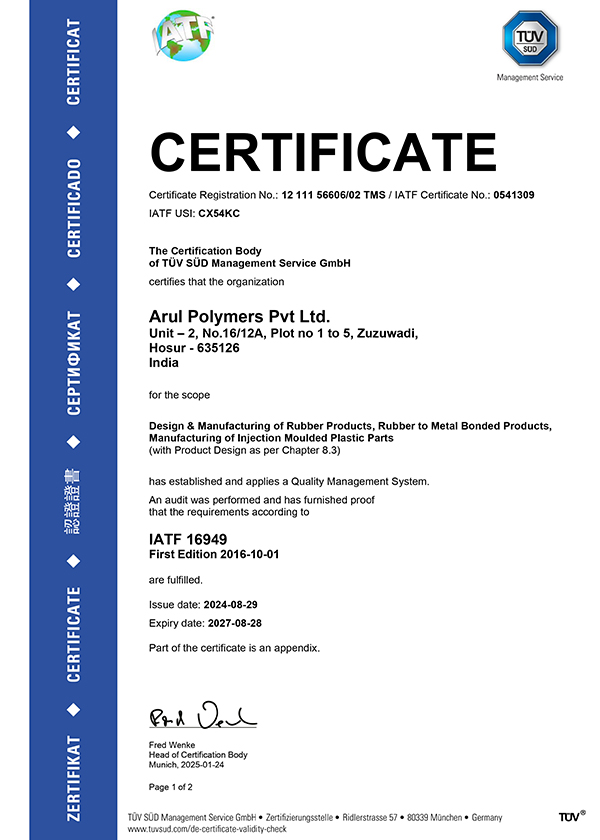 IATF
TÜV
SÜD
Management Service
ZERTIFIKAT ◆ CERTIFICATE ◆ 認證證書 ◆ СЕРТИФИКАТ ◆ CERTIFICADO ◆ CERTIFICAT
CERTIFICATE
Certificate Registration No.: 12 111 56606/02 TMS / IATF Certificate No.: 0541309
IATF USI: CX54KC
The Certification Body
of TÜV SÜD Management Service GmbH
certifies that the organization
Arul Polymers Pvt Ltd.
Unit – 2, No.16/12A, Plot no 1 to 5, Zuzuwadi,
Hosur - 635126
India
for the scope
Design & Manufacturing of Rubber Products, Rubber to Metal Bonded Products,
Manufacturing of Injection Moulded Plastic Parts
(with Product Design as per Chapter 8.3)
has established and applies a Quality Management System.
An audit was performed and has furnished proof
that the requirements according to
IATF 16949
First Edition 2016-10-01
are fulfilled.
Issue date: 2024-08-29
Expiry date: 2027-08-28
Part of the certificate is an appendix.
Fred Wenke
Head of Certification Body
Munich, 2025-01-24
Page 1 of 2
TÜV SÜD Management Service GmbH • Zertifizierungsstelle • Ridlerstrasse 57 • 80339 München • Germany
www.tuvsud.com/de-certificate-validity-check
TÜV®